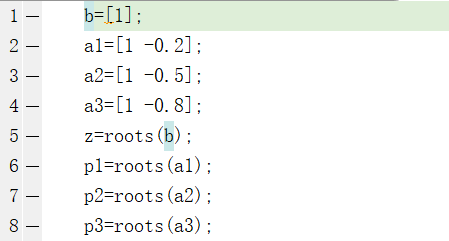 1 — b=[1];
2 — a1=[1 -0.2];
3 — a2=[1 -0.5];
4 — a3=[1 -0.8];
5 — z=roots(b);
6 — p1=roots(a1);
7 — p2=roots(a2);
8 — p3=roots(a3);